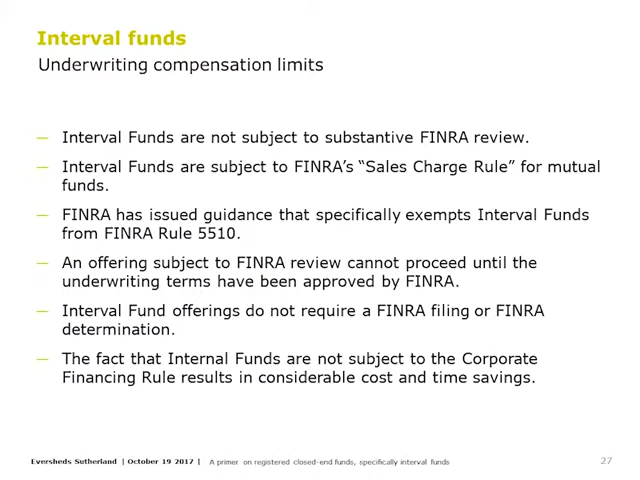 Interval funds
Underwriting compensation limits
— Interval Funds are not subject to substantive FINRA review.
— Interval Funds are subject to FINRA’s “Sales Charge Rule” for mutual
funds.
— FINRA has issued guidance that specifically exempts Interval Funds
from FINRA Rule 5510.
— An offering subject to FINRA review cannot proceed until the
underwriting terms have been approved by FINRA.
— Interval Fund offerings do not require a FINRA filing or FINRA
determination.
— The fact that Internal Funds are not subject to the Corporate
Financing Rule results in considerable cost and time savings.
Eversheds Sutherland | October 19 2017 | A primer on registered closed-end funds, specifically interval funds 27